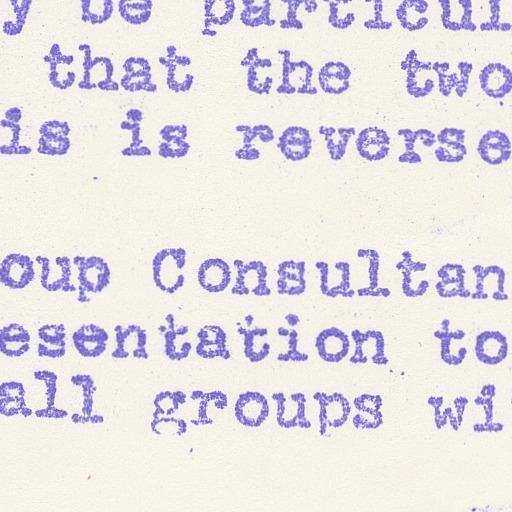 y be particul
that the two
is is reverse
oup Consultan
esentation to
all groups wi